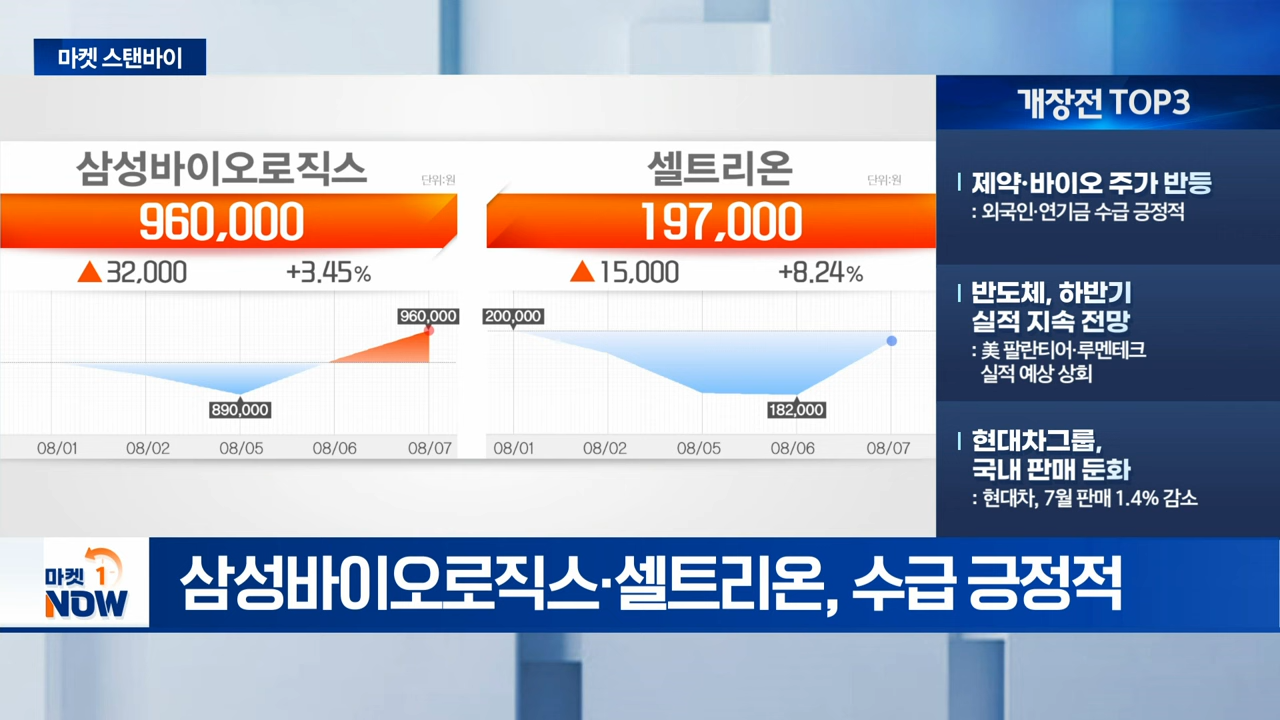 마켓 스탠바이
삼성바이오로직스
단위:원
960,000
▲32,000 +3.45%
960,000
890,000
08/01 08/02 08/05 08/06 08/07
셀트리온
단위:원
197,000
▲15,000 +8.24%
200,000
182,000
08/01 08/02 08/05 08/06 08/07
개장전 TOP3
제약·바이오 주가 반등
: 외국인·연기금 수급 긍정적
반도체, 하반기
실적 지속 전망
: 美 팔란티어·루멘테크
실적 예상 상회
현대차그룹,
국내 판매 둔화
: 현대차, 7월 판매 1.4% 감소
마켓 1
NOW
삼성바이오로직스·셀트리온, 수급 긍정적